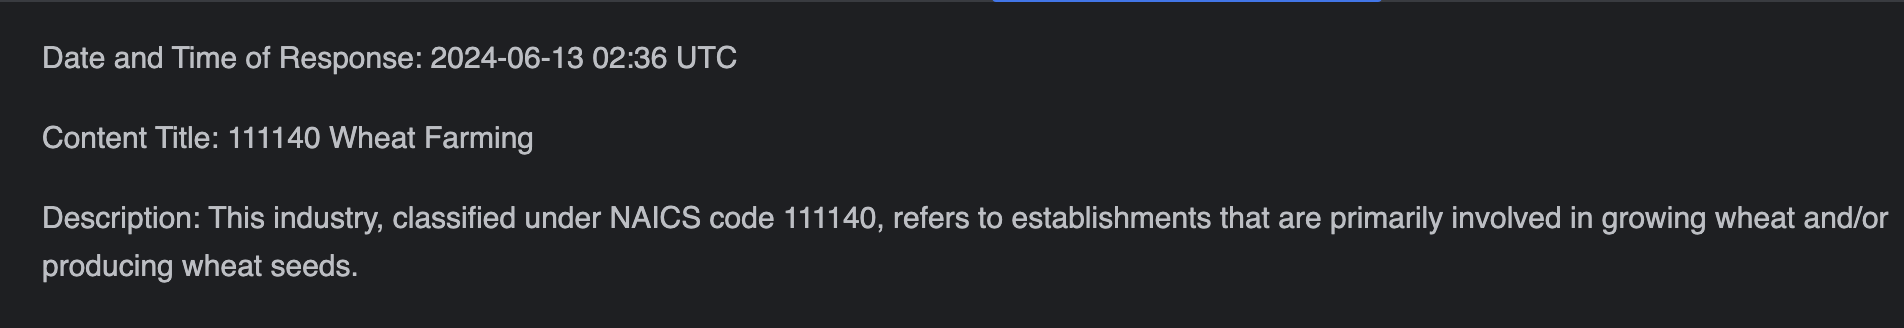 Date and Time of Response: 2024-06-13 02:36 UTC
Content Title: 111140 Wheat Farming
Description: This industry, classified under NAICS code 111140, refers to establishments that are primarily involved in growing wheat and/or
producing wheat seeds.